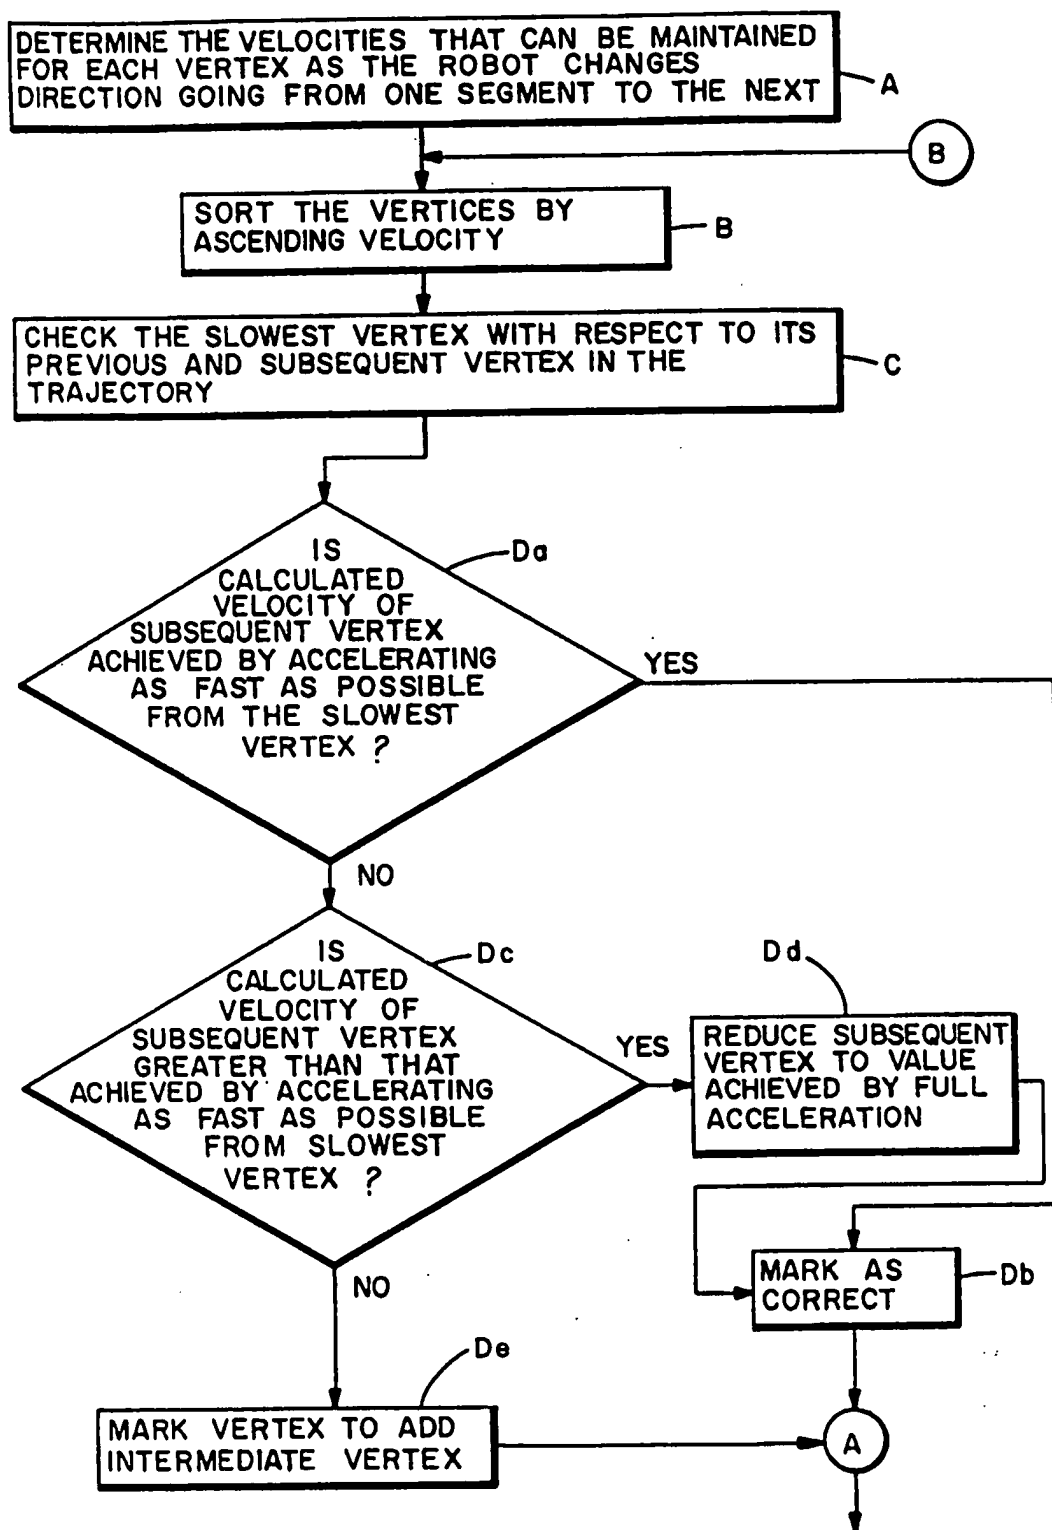 DETERMINE THE VELOCITIES THAT CAN BE MAINTAINED
FOR EACH VERTEX AS THE ROBOT CHANGES
DIRECTION GOING FROM ONE SEGMENT TO THE NEXT
A
B
SORT THE VERTICES BY
ASCENDING VELOCITY
B
CHECK THE SLOWEST VERTEX WITH RESPECT TO ITS
PREVIOUS AND SUBSEQUENT VERTEX IN THE
TRAJECTORY
C
IS
CALCULATED
VELOCITY OF
SUBSEQUENT VERTEX
ACHIEVED BY ACCELERATING
AS FAST AS POSSIBLE
FROM THE SLOWEST
VERTEX ?
Da
YES
NO
IS
CALCULATED
VELOCITY OF
SUBSEQUENT VERTEX
GREATER THAN THAT
ACHIEVED BY ACCELERATING
AS FAST AS POSSIBLE
FROM SLOWEST
VERTEX ?
Dc
YES
Dd
REDUCE SUBSEQUENT
VERTEX TO VALUE
ACHIEVED BY FULL
ACCELERATION
NO
MARK AS
CORRECT
Db
De
MARK VERTEX TO ADD
INTERMEDIATE VERTEX
A